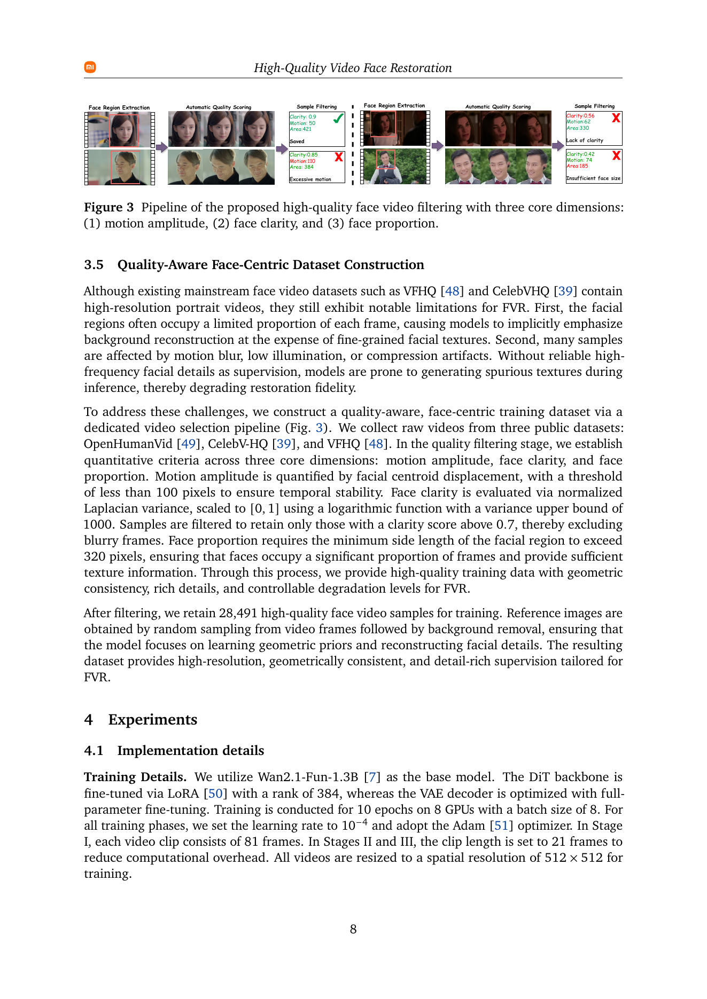 mi
High-Quality Video Face Restoration
Face Region Extraction
Automatic Quality Scoring
Sample Filtering
Clarity: 0.9
Motion: 50
Area:421
Saved
Clarity:0.85
Motion:110
Area: 384
Excessive motion
Face Region Extraction
Automatic Quality Scoring
Sample Filtering
Clarity:0.56
Motion:62
Area:330
Lack of clarity
Clarity:0.42
Motion: 74
Area:185
Insufficient face size
Figure 3 Pipeline of the proposed high-quality face video filtering with three core dimensions:
(1) motion amplitude, (2) face clarity, and (3) face proportion.
3.5 Quality-Aware Face-Centric Dataset Construction
Although existing mainstream face video datasets such as VFHQ [48] and CelebVHQ [39] contain
high-resolution portrait videos, they still exhibit notable limitations for FVR. First, the facial
regions often occupy a limited proportion of each frame, causing models to implicitly emphasize
background reconstruction at the expense of fine-grained facial textures. Second, many samples
are affected by motion blur, low illumination, or compression artifacts. Without reliable high-
frequency facial details as supervision, models are prone to generating spurious textures during
inference, thereby degrading restoration fidelity.
To address these challenges, we construct a quality-aware, face-centric training dataset via a
dedicated video selection pipeline (Fig. 3). We collect raw videos from three public datasets:
OpenHumanVid [49], CelebV-HQ [39], and VFHQ [48]. In the quality filtering stage, we establish
quantitative criteria across three core dimensions: motion amplitude, face clarity, and face
proportion. Motion amplitude is quantified by facial centroid displacement, with a threshold
of less than 100 pixels to ensure temporal stability. Face clarity is evaluated via normalized
Laplacian variance, scaled to [0, 1] using a logarithmic function with a variance upper bound of
1000. Samples are filtered to retain only those with a clarity score above 0.7, thereby excluding
blurry frames. Face proportion requires the minimum side length of the facial region to exceed
320 pixels, ensuring that faces occupy a significant proportion of frames and provide sufficient
texture information. Through this process, we provide high-quality training data with geometric
consistency, rich details, and controllable degradation levels for FVR.
After filtering, we retain 28,491 high-quality face video samples for training. Reference images are
obtained by random sampling from video frames followed by background removal, ensuring that
the model focuses on learning geometric priors and reconstructing facial details. The resulting
dataset provides high-resolution, geometrically consistent, and detail-rich supervision tailored for
FVR.
4 Experiments
4.1 Implementation details
Training Details. We utilize Wan2.1-Fun-1.3B [7] as the base model. The DiT backbone is
fine-tuned via LoRA [50] with a rank of 384, whereas the VAE decoder is optimized with full-
parameter fine-tuning. Training is conducted for 10 epochs on 8 GPUs with a batch size of 8. For
all training phases, we set the learning rate to 10⁻⁴ and adopt the Adam [51] optimizer. In Stage
I, each video clip consists of 81 frames. In Stages II and III, the clip length is set to 21 frames to
reduce computational overhead. All videos are resized to a spatial resolution of 512 × 512 for
training.
8